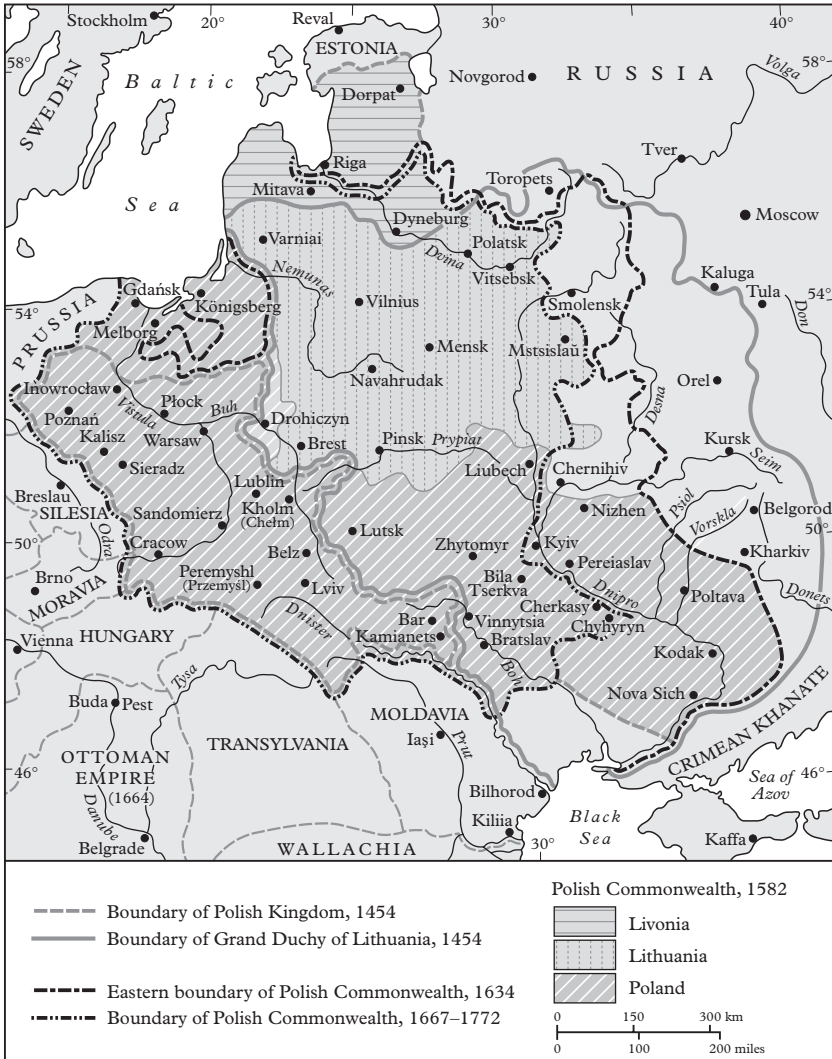 Stockholm
20°
Reval
30°
40°
ESTONIA
58°
58°
Baltic
Novgorod
RUSSIA
Volga
Dorpat
SWEDEN
Tver
Riga
Toropets
Mitava
Sea
Moscow
Dyneburg
Varniai
Polatsk
Dvina
Vitsebsk
Nemunas
Kaluga
Gdańsk
54°
Königsberg
Vilnius
Smolensk
Tula
54°
PRUSSIA
Melborg
Don
Mensk
Mstsislaŭ
Navahrudak
Orel
Inowrocław
Płock
Buh
Desna
Vistula
Poznań
Drohiczyn
Kalisz
Warsaw
Brest
Pinsk
Prypiat
Kursk
Sieradz
Liubech
Seim
Lublin
Chernihiv
Breslau
Kholm
Psiol
SILESIA
Sandomierz
(Chełm)
Nizhen
Vorskla
Belgorod
Odra
Lutsk
50°
Cracow
Belz
Zhytomyr
Kyiv
50°
Kharkiv
Brno
Peremyshl
Pereiaslav
MORAVIA
(Przemyśl)
Lviv
Bila
Tserkva
Dnipro
Donets
Cherkasy
Poltava
Dnister
Bar
Vinnytsia
Chyhyryn
Vienna
HUNGARY
Kamianets
Bratslav
Kodak
Boh
Tysa
Nova Sich
Buda
Pest
MOLDAVIA
TRANSYLVANIA
Iaşi
Prut
CRIMEAN KHANATE
OTTOMAN
EMPIRE
46°
(1664)
Sea of
Azov
46°
Bilhorod
Danube
Black
Sea
Kiliia
Belgrade
WALLACHIA
30°
Kaffa
Boundary of Polish Kingdom, 1454
Boundary of Grand Duchy of Lithuania, 1454
Eastern boundary of Polish Commonwealth, 1634
Boundary of Polish Commonwealth, 1667–1772
Polish Commonwealth, 1582
Livonia
Lithuania
Poland
0 150 300 km
0 100 200 miles